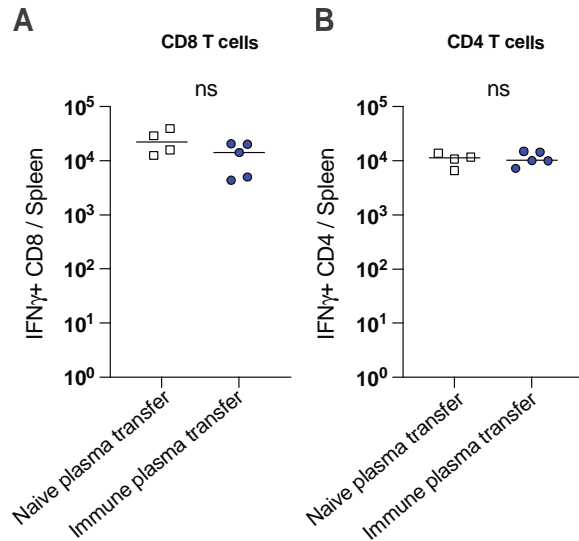 A
CD8 T cells
ns
IFNγ+ CD8 / Spleen
10⁵
10⁴
10³
10²
10¹
10⁰
Naive plasma transfer
Immune plasma transfer
B
CD4 T cells
ns
IFNγ+ CD4 / Spleen
10⁵
10⁴
10³
10²
10¹
10⁰
Naive plasma transfer
Immune plasma transfer